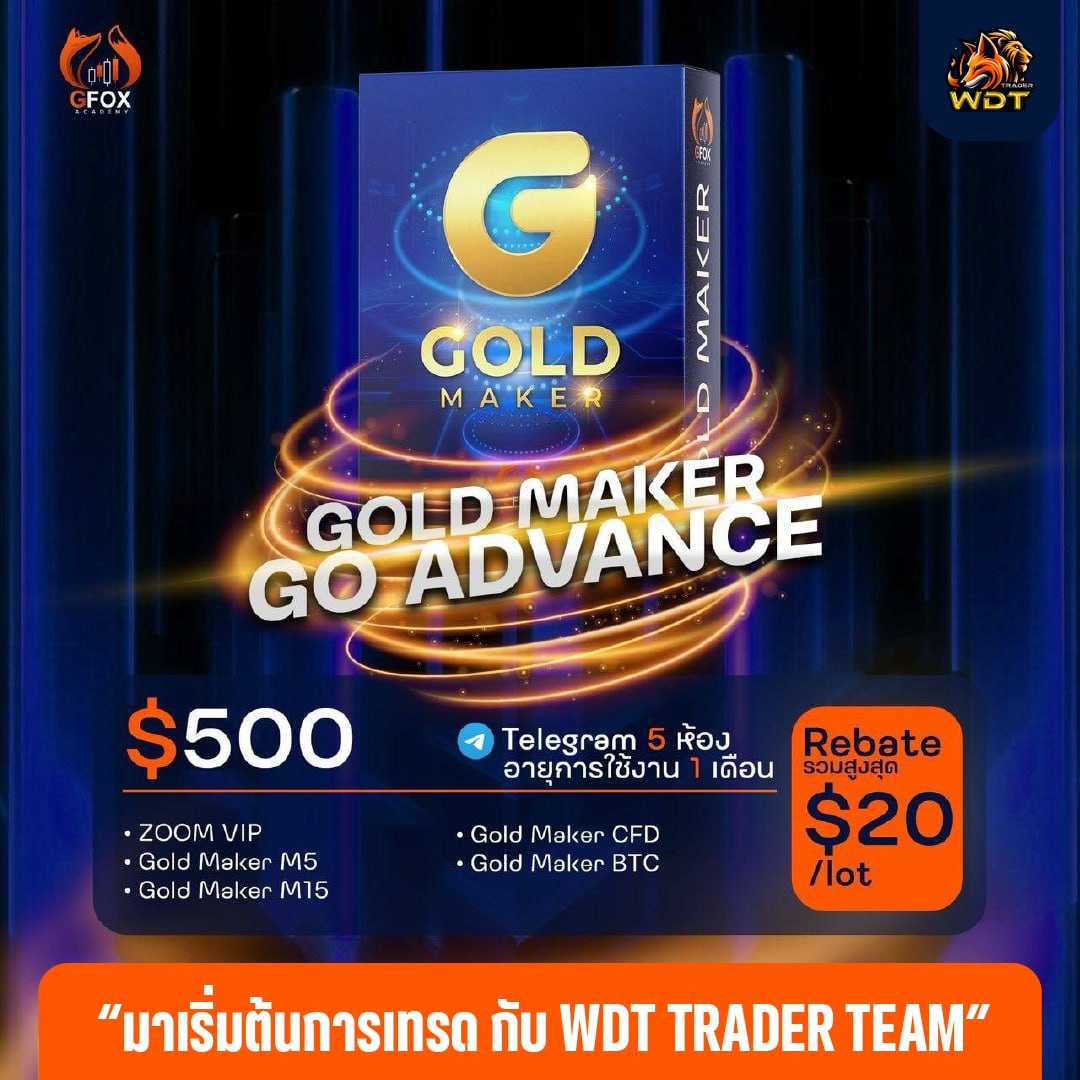 GFOX
ACADEMY
TRADER
WDT
G
GFOX
GOLD MAKER
GOLD
MAKER
GOLD MAKER
GO ADVANCE
$500
Telegram 5 ห้อง
อายุการใช้งาน 1 เดือน
Rebate
รวมสูงสุด
$20
/lot
• ZOOM VIP
• Gold Maker M5
• Gold Maker M15
• Gold Maker CFD
• Gold Maker BTC
“มาเริ่มต้นการเทรด กับ WDT TRADER TEAM”